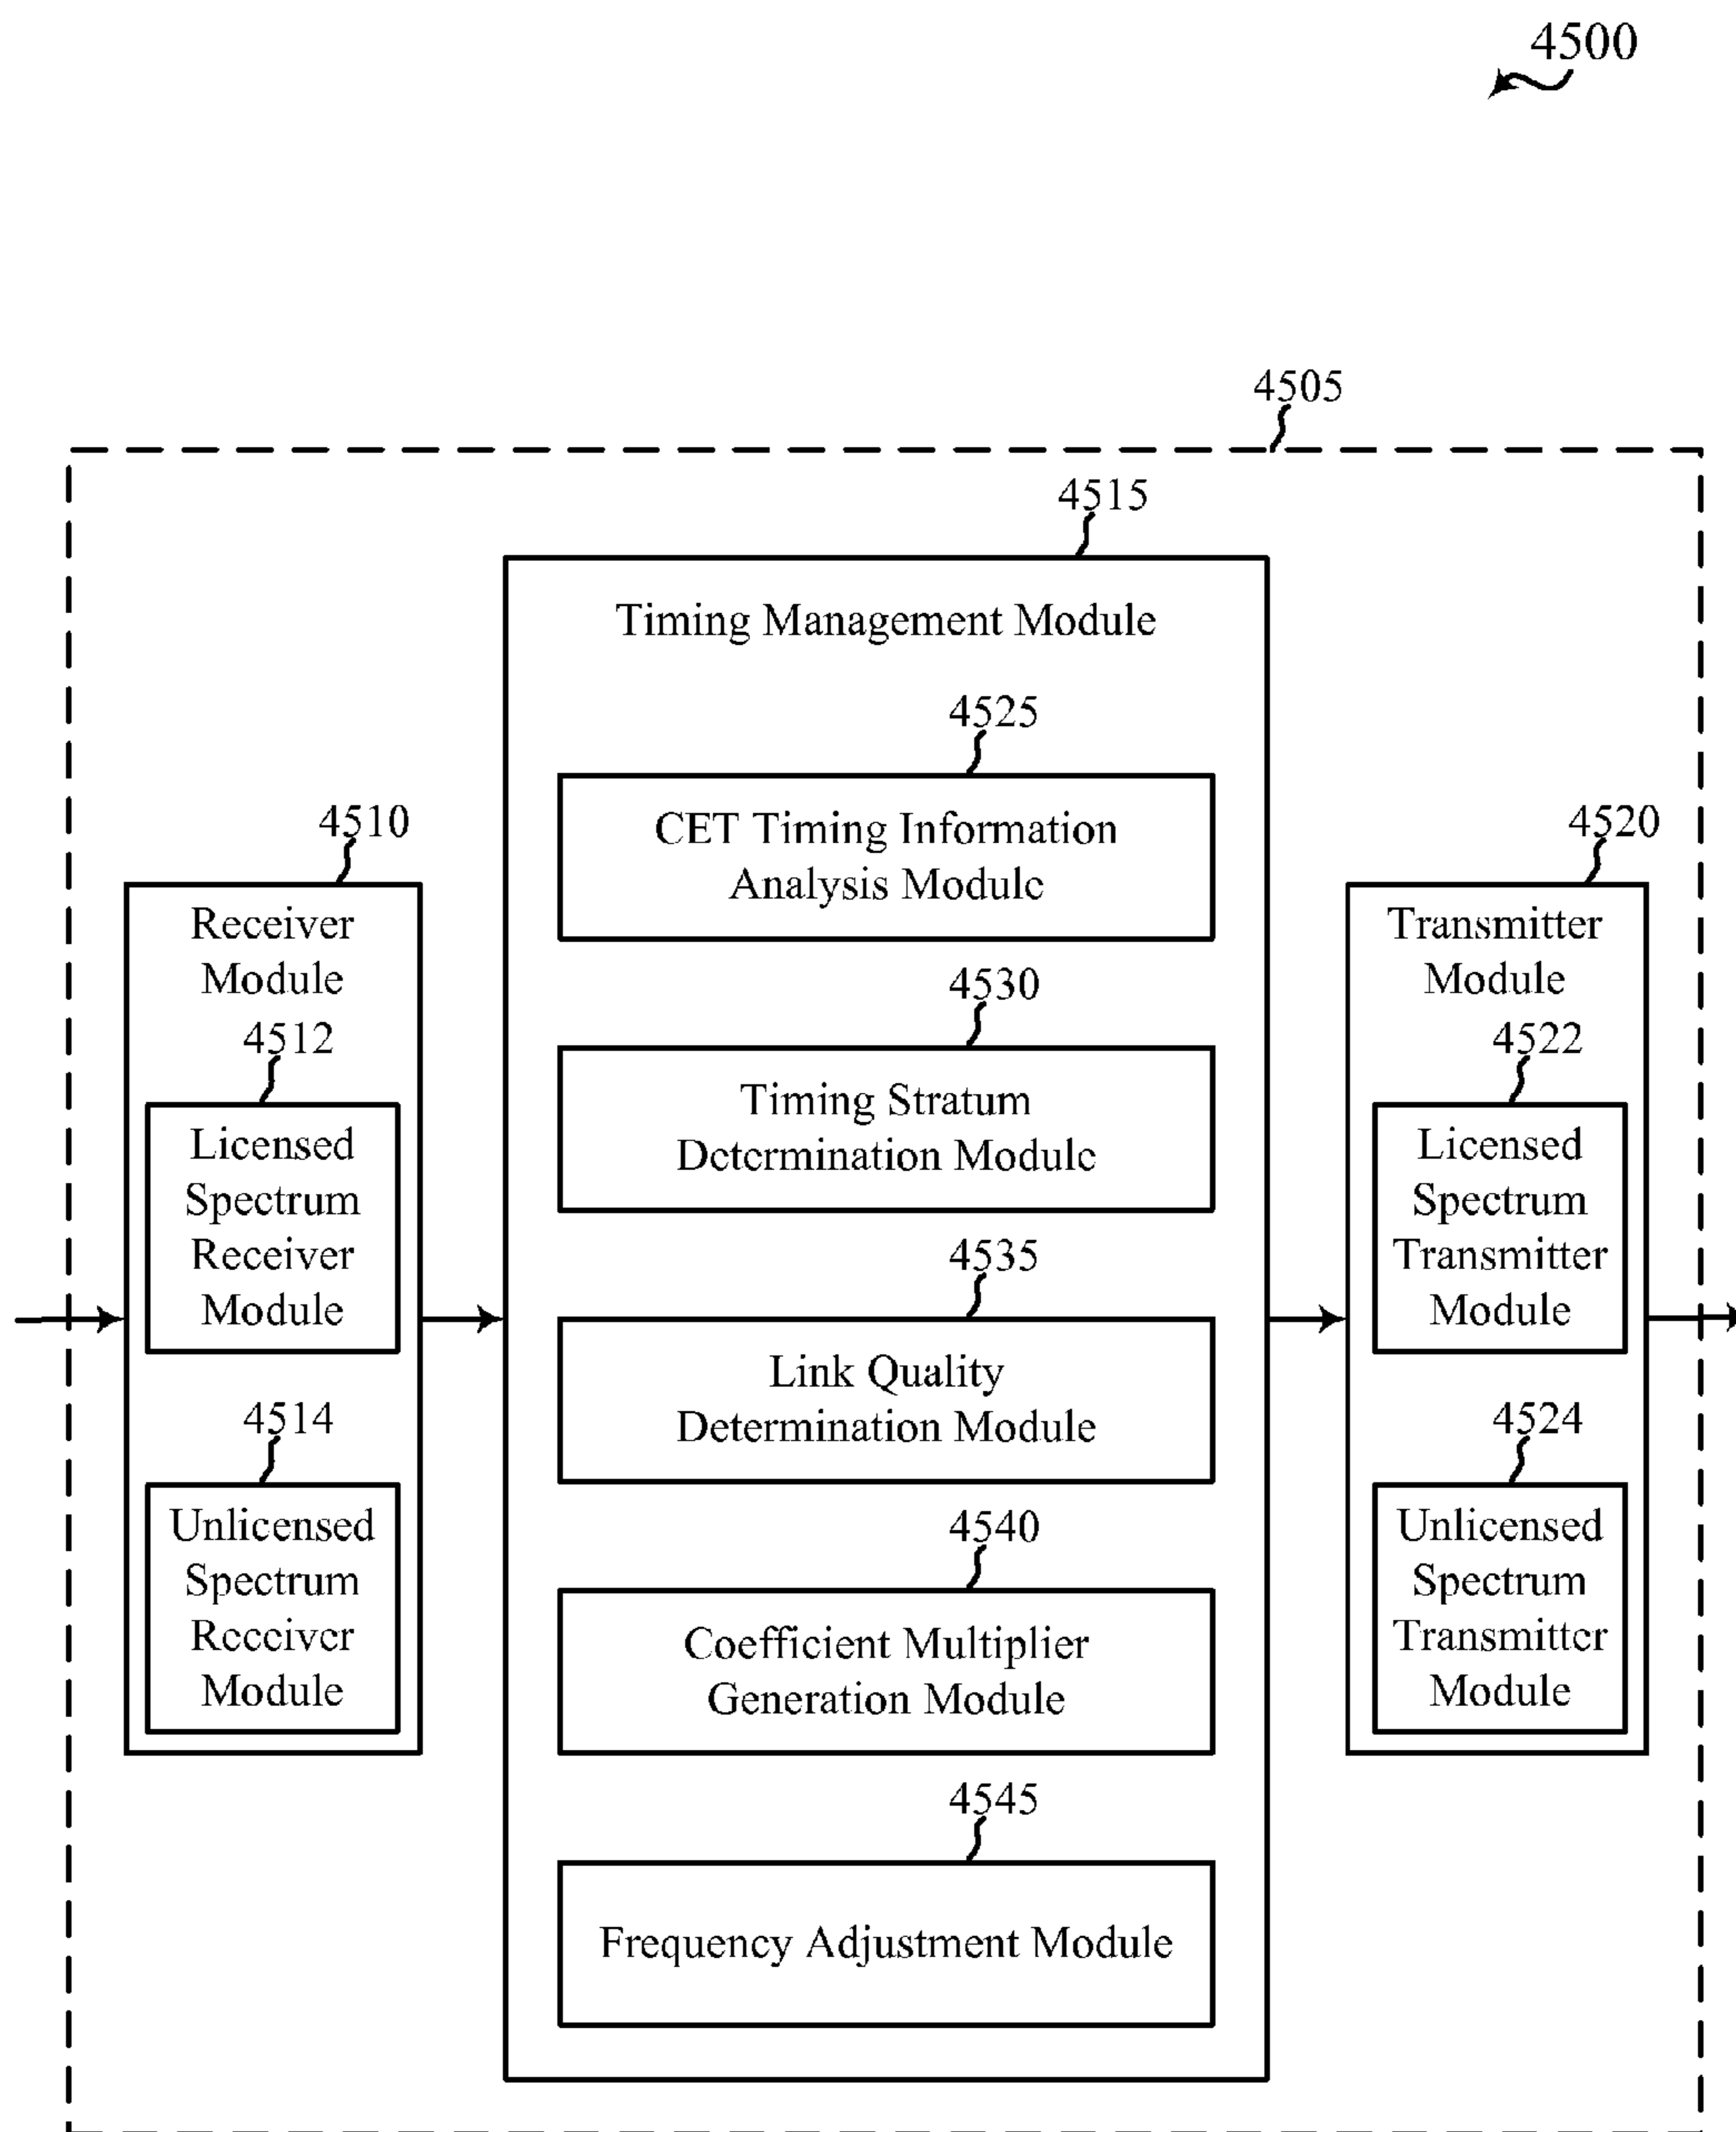 4500
4505
4515
Timing Management Module
4525
CET Timing Information
Analysis Module
4510
4520
Receiver
Module
Transmitter
Module
4530
4512
4522
Timing Stratum
Determination Module
Licensed
Spectrum
Receiver
Module
Licensed
Spectrum
Transmitter
Module
4535
Link Quality
Determination Module
4514
4524
Unlicensed
Spectrum
Receiver
Module
Unlicensed
Spectrum
Transmitter
Module
4540
Coefficient Multiplier
Generation Module
4545
Frequency Adjustment Module